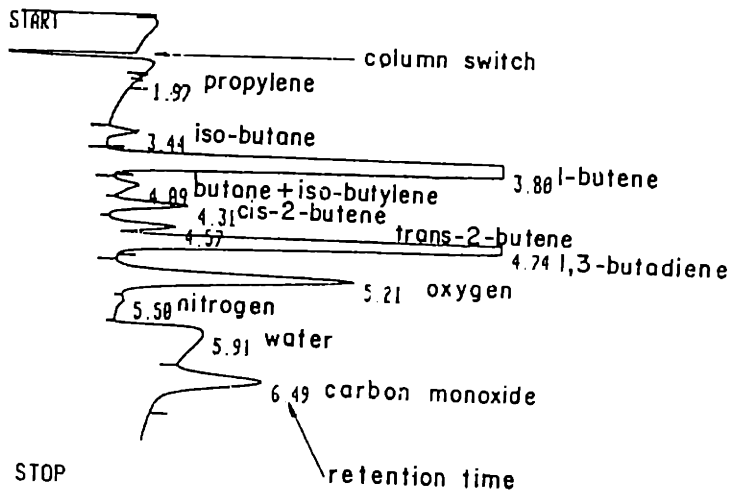 START
column switch
1.97 propylene
3.44 iso-butane
3.80 1-butene
4.09 butane + iso-butylene
4.31 cis-2-butene
4.57 trans-2-butene
4.74 1,3-butadiene
5.21 oxygen
5.50 nitrogen
5.91 water
6.49 carbon monoxide
STOP
retention time